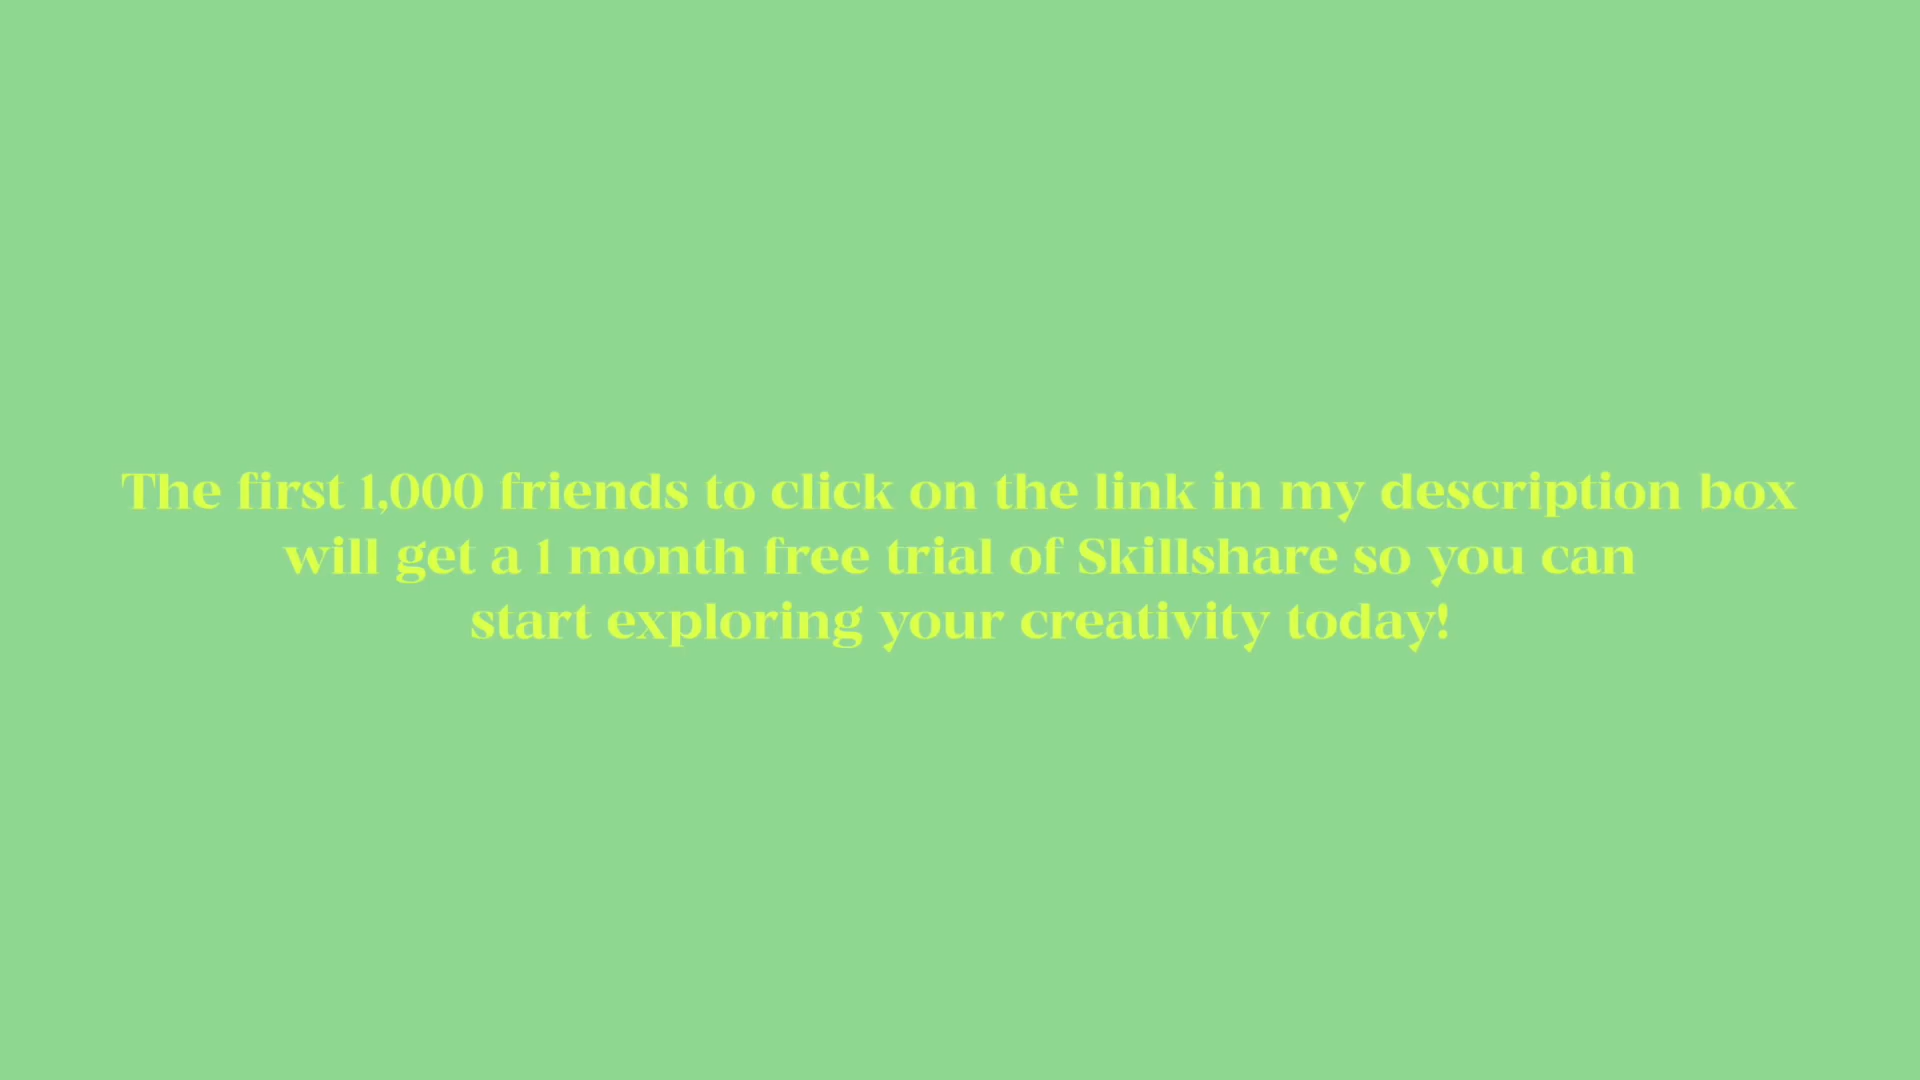 The first 1,000 friends to click on the link in my description box
will get a 1 month free trial of Skillshare so you can
start exploring your creativity today!